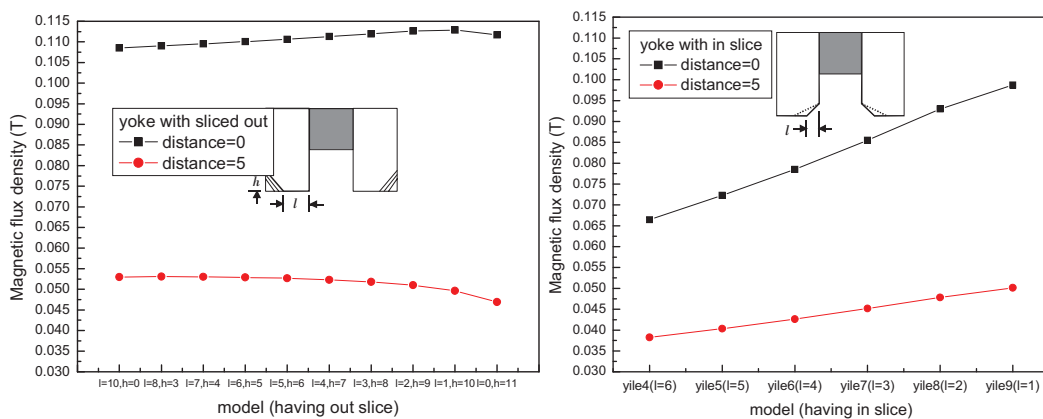 0.115
0.110
0.105
0.100
0.095
0.090
0.085
0.080
0.075
0.070
0.065
0.060
0.055
0.050
0.045
0.040
0.035
0.030
Magnetic flux density (T)
yoke with sliced out
distance=0
distance=5
h
l
l=10,h=0 l=8,h=3 l=7,h=4 l=6,h=5 l=5,h=6 l=4,h=7 l=3,h=8 l=2,h=9 l=1,h=10 l=0,h=11
model (having out slice)
0.115
0.110
0.105
0.100
0.095
0.090
0.085
0.080
0.075
0.070
0.065
0.060
0.055
0.050
0.045
0.040
0.035
0.030
Magnetic flux density (T)
yoke with in slice
distance=0
distance=5
l
yile4(l=6) yile5(l=5) yile6(l=4) yile7(l=3) yile8(l=2) yile9(l=1)
model (having in slice)